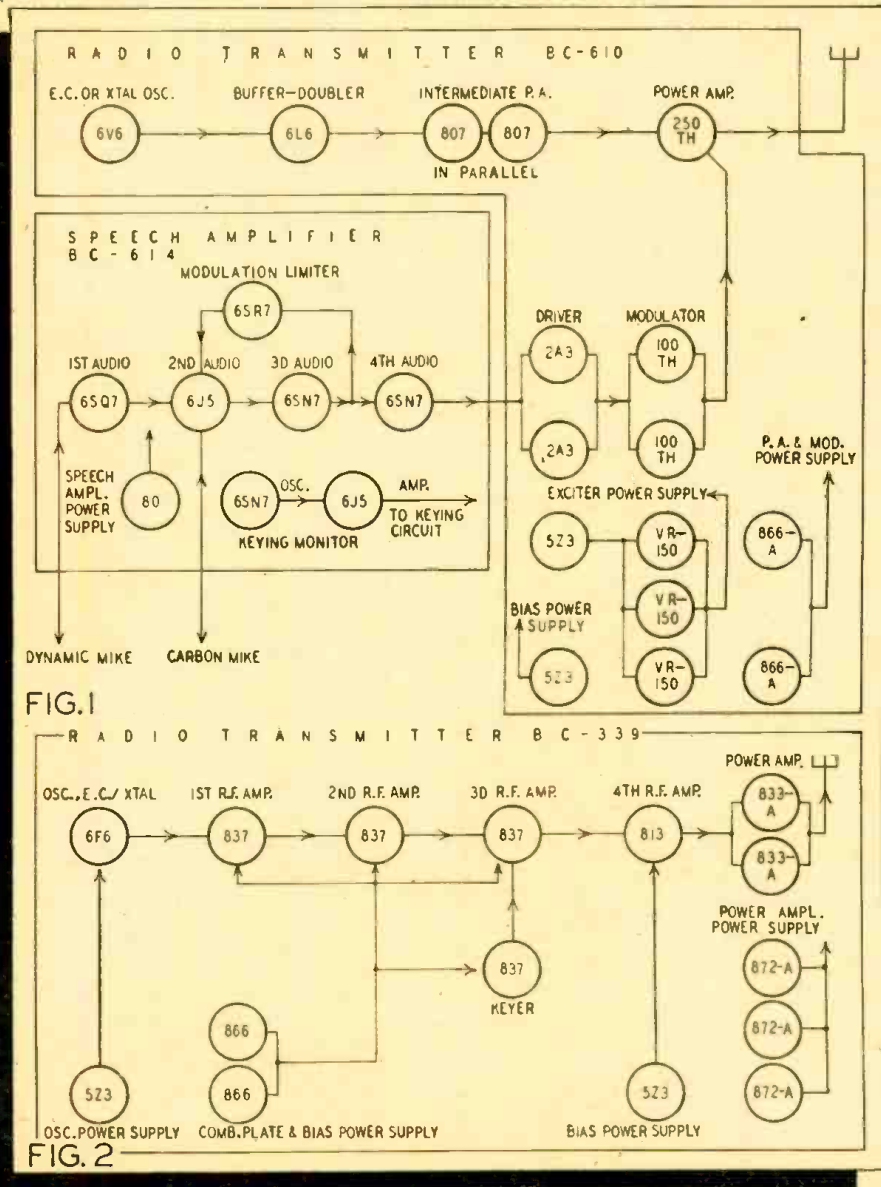 RADIO TRANSMITTER BC-610
E.C. OR XTAL OSC.
BUFFER-DOUBLER
INTERMEDIATE P.A.
POWER AMP.
6V6
6L6
807
807
250
TH
IN PARALLEL
SPEECH AMPLIFIER
BC-614
MODULATION LIMITER
6SR7
1ST AUDIO
2ND AUDIO
3D AUDIO
4TH AUDIO
6SQ7
6J5
6SN7
6SN7
DRIVER
MODULATOR
2A3
100
TH
2A3
100
TH
SPEECH
AMPL.
POWER
SUPPLY
80
6SN7
OSC.
6J5
AMP.
TO KEYING
CIRCUIT
KEYING MONITOR
P.A. & MOD.
POWER SUPPLY
EXCITER POWER SUPPLY
5Z3
VR-
150
VR-
150
VR-
150
866-
A
866-
A
BIAS POWER
SUPPLY
5Z3
DYNAMIC MIKE
CARBON MIKE
FIG.1
RADIO TRANSMITTER BC-339
OSC., E.C./XTAL
1ST R.F. AMP.
2ND R.F. AMP.
3D R.F. AMP.
4TH R.F. AMP.
POWER AMP.
6F6
837
837
837
813
833-
A
833-
A
837
KEYER
POWER AMPL.
POWER SUPPLY
872-A
872-A
872-A
866
866
5Z3
5Z3
OSC. POWER SUPPLY
COMB. PLATE & BIAS POWER SUPPLY
BIAS POWER SUPPLY
FIG. 2